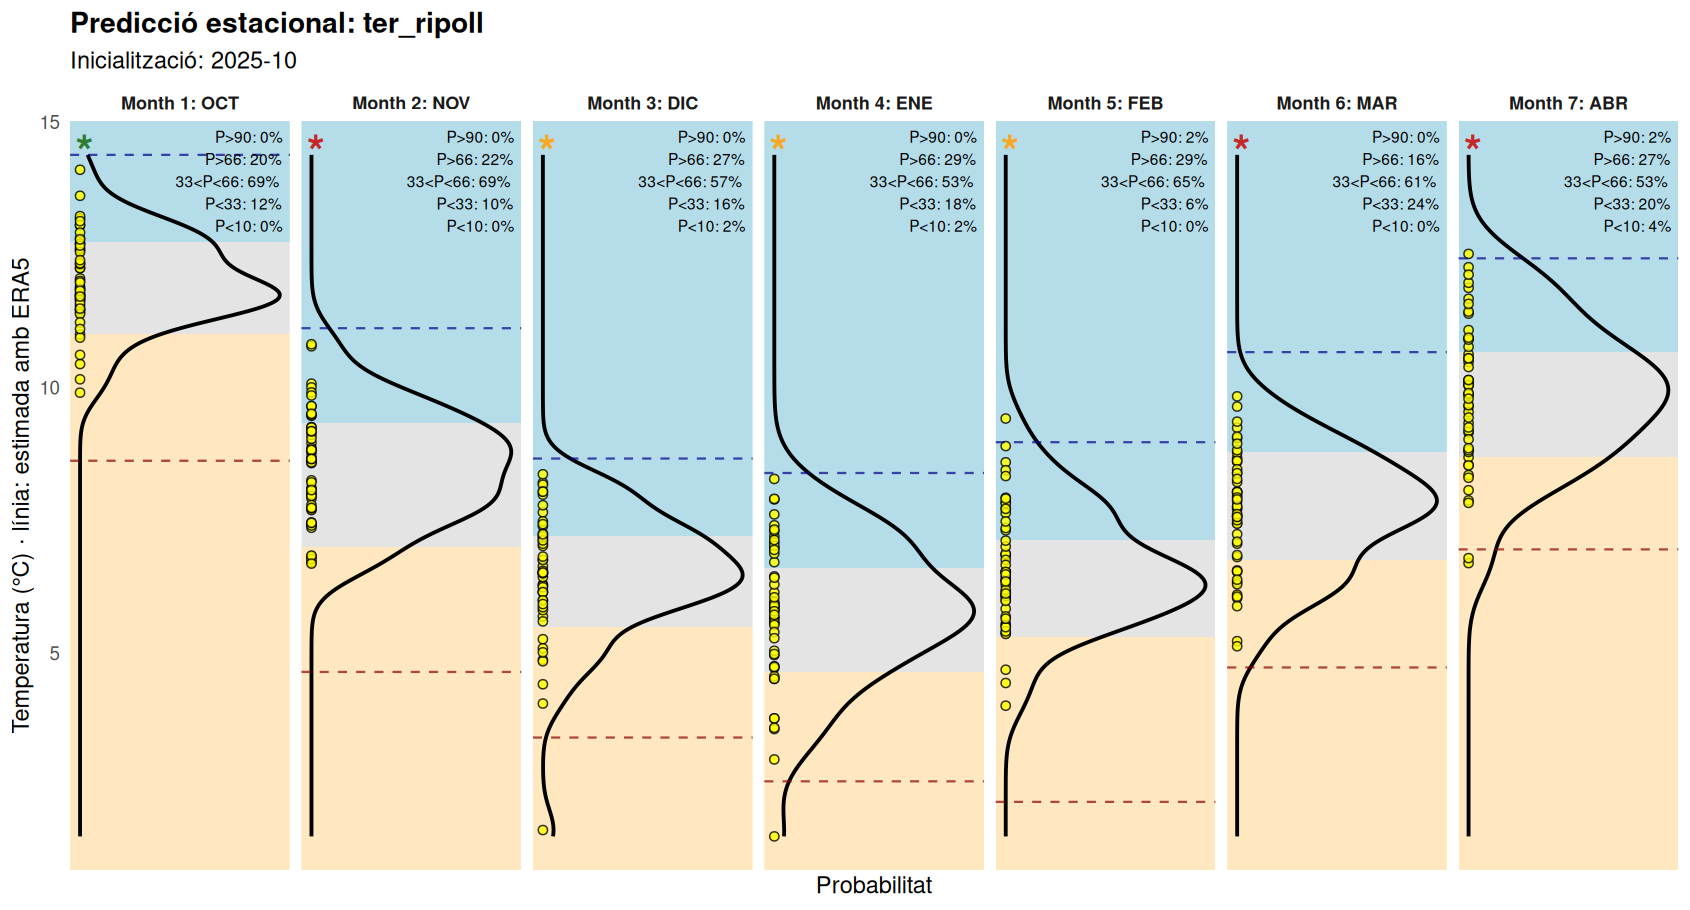 Predicció estacional: ter_ripoll
Inicialització: 2025-10
Month 1: OCT
Month 2: NOV
Month 3: DIC
Month 4: ENE
Month 5: FEB
Month 6: MAR
Month 7: ABR
Temperatura (°C) · línia: estimada amb ERA5
15
10
5
*
P>90: 0%
P>66: 20%
33<P<66: 69%
P<33: 12%
P<10: 0%
*
P>90: 0%
P>66: 22%
33<P<66: 69%
P<33: 10%
P<10: 0%
*
P>90: 0%
P>66: 27%
33<P<66: 57%
P<33: 16%
P<10: 2%
*
P>90: 0%
P>66: 29%
33<P<66: 53%
P<33: 18%
P<10: 2%
*
P>90: 2%
P>66: 29%
33<P<66: 65%
P<33: 6%
P<10: 0%
*
P>90: 0%
P>66: 16%
33<P<66: 61%
P<33: 24%
P<10: 0%
*
P>90: 2%
P>66: 27%
33<P<66: 53%
P<33: 20%
P<10: 4%
Probabilitat